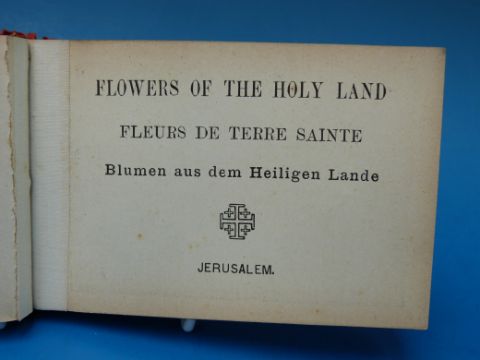 FLOWERS OF THE HOLY LAND
FLEURS DE TERRE SAINTE
Blumen aus dem Heiligen Lande
JERUSALEM.